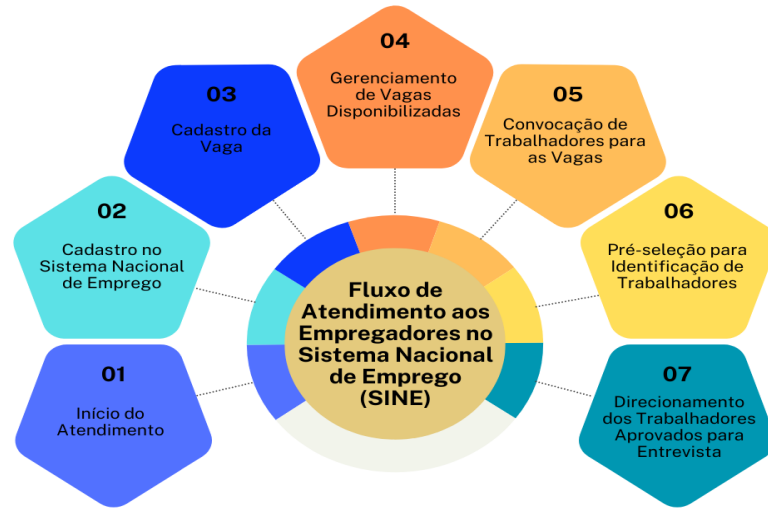 01
Início do
Atendimento
02
Cadastro no
Sistema Nacional
de Emprego
03
Cadastro da
Vaga
04
Gerenciamento
de Vagas
Disponibilizadas
05
Convocação de
Trabalhadores para
as Vagas
06
Pré-seleção para
Identificação de
Trabalhadores
07
Direcionamento
dos Trabalhadores
Aprovados para
Entrevista
Fluxo de
Atendimento aos
Empregadores no
Sistema Nacional
de Emprego
(SINE)